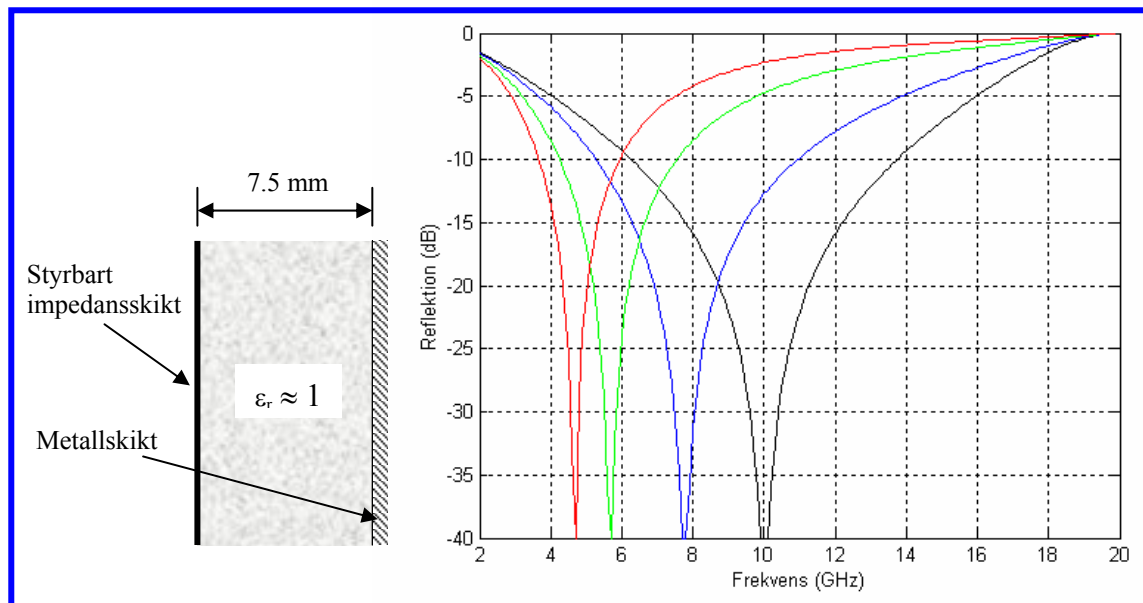 7.5 mm
Styrbart
impedansskikt
εᵣ ≈ 1
Metallskikt
Reflektion (dB)
0
-5
-10
-15
-20
-25
-30
-35
-40
2 4 6 8 10 12 14 16 18 20
Frekvens (GHz)